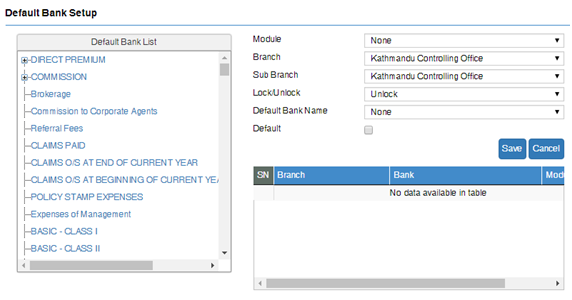 Default Bank Setup
Default Bank List
DIRECT PREMIUM
COMMISSION
Brokerage
Commission to Corporate Agents
Referral Fees
CLAIMS PAID
CLAIMS O/S AT END OF CURRENT YEAR
CLAIMS O/S AT BEGINNING OF CURRENT YEA
POLICY STAMP EXPENSES
Expenses of Management
BASIC - CLASS I
BASIC - CLASS II
Module None
Branch Kathmandu Controlling Office
Sub Branch Kathmandu Controlling Office
Lock/Unlock Unlock
Default Bank Name None
Default
Save Cancel
SN Branch Bank Modu
No data available in table